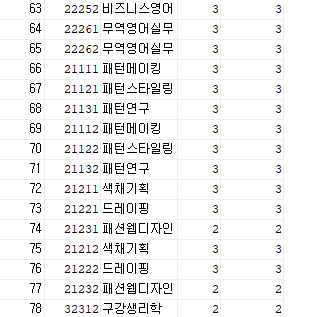 63 22252 비즈니스영어 3 3
64 22261 무역영어실무 3 3
65 22262 무역영어실무 3 3
66 21111 패턴메이킹 3 3
67 21121 패턴스타일링 3 3
68 21131 패턴연구 3 3
69 21112 패턴메이킹 3 3
70 21122 패턴스타일링 3 3
71 21132 패턴연구 3 3
72 21211 색채기획 3 3
73 21221 드레이핑 3 3
74 21231 패션웹디자인 2 2
75 21212 색채기획 3 3
76 21222 드레이핑 3 3
77 21232 패션웹디자인 2 2
78 32312 구강생리학 2 2